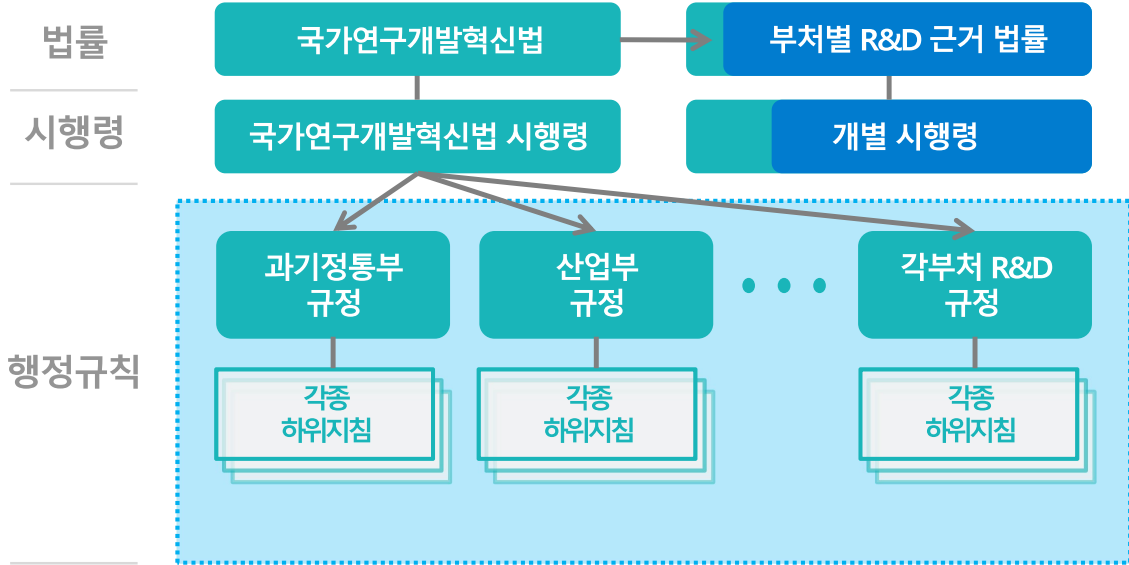 법률
국가연구개발혁신법
부처별 R&D 근거 법률
시행령
국가연구개발혁신법 시행령
개별 시행령
행정규칙
과기정통부
규정
산업부
규정
각부처 R&D
규정
각종
하위지침
각종
하위지침
각종
하위지침